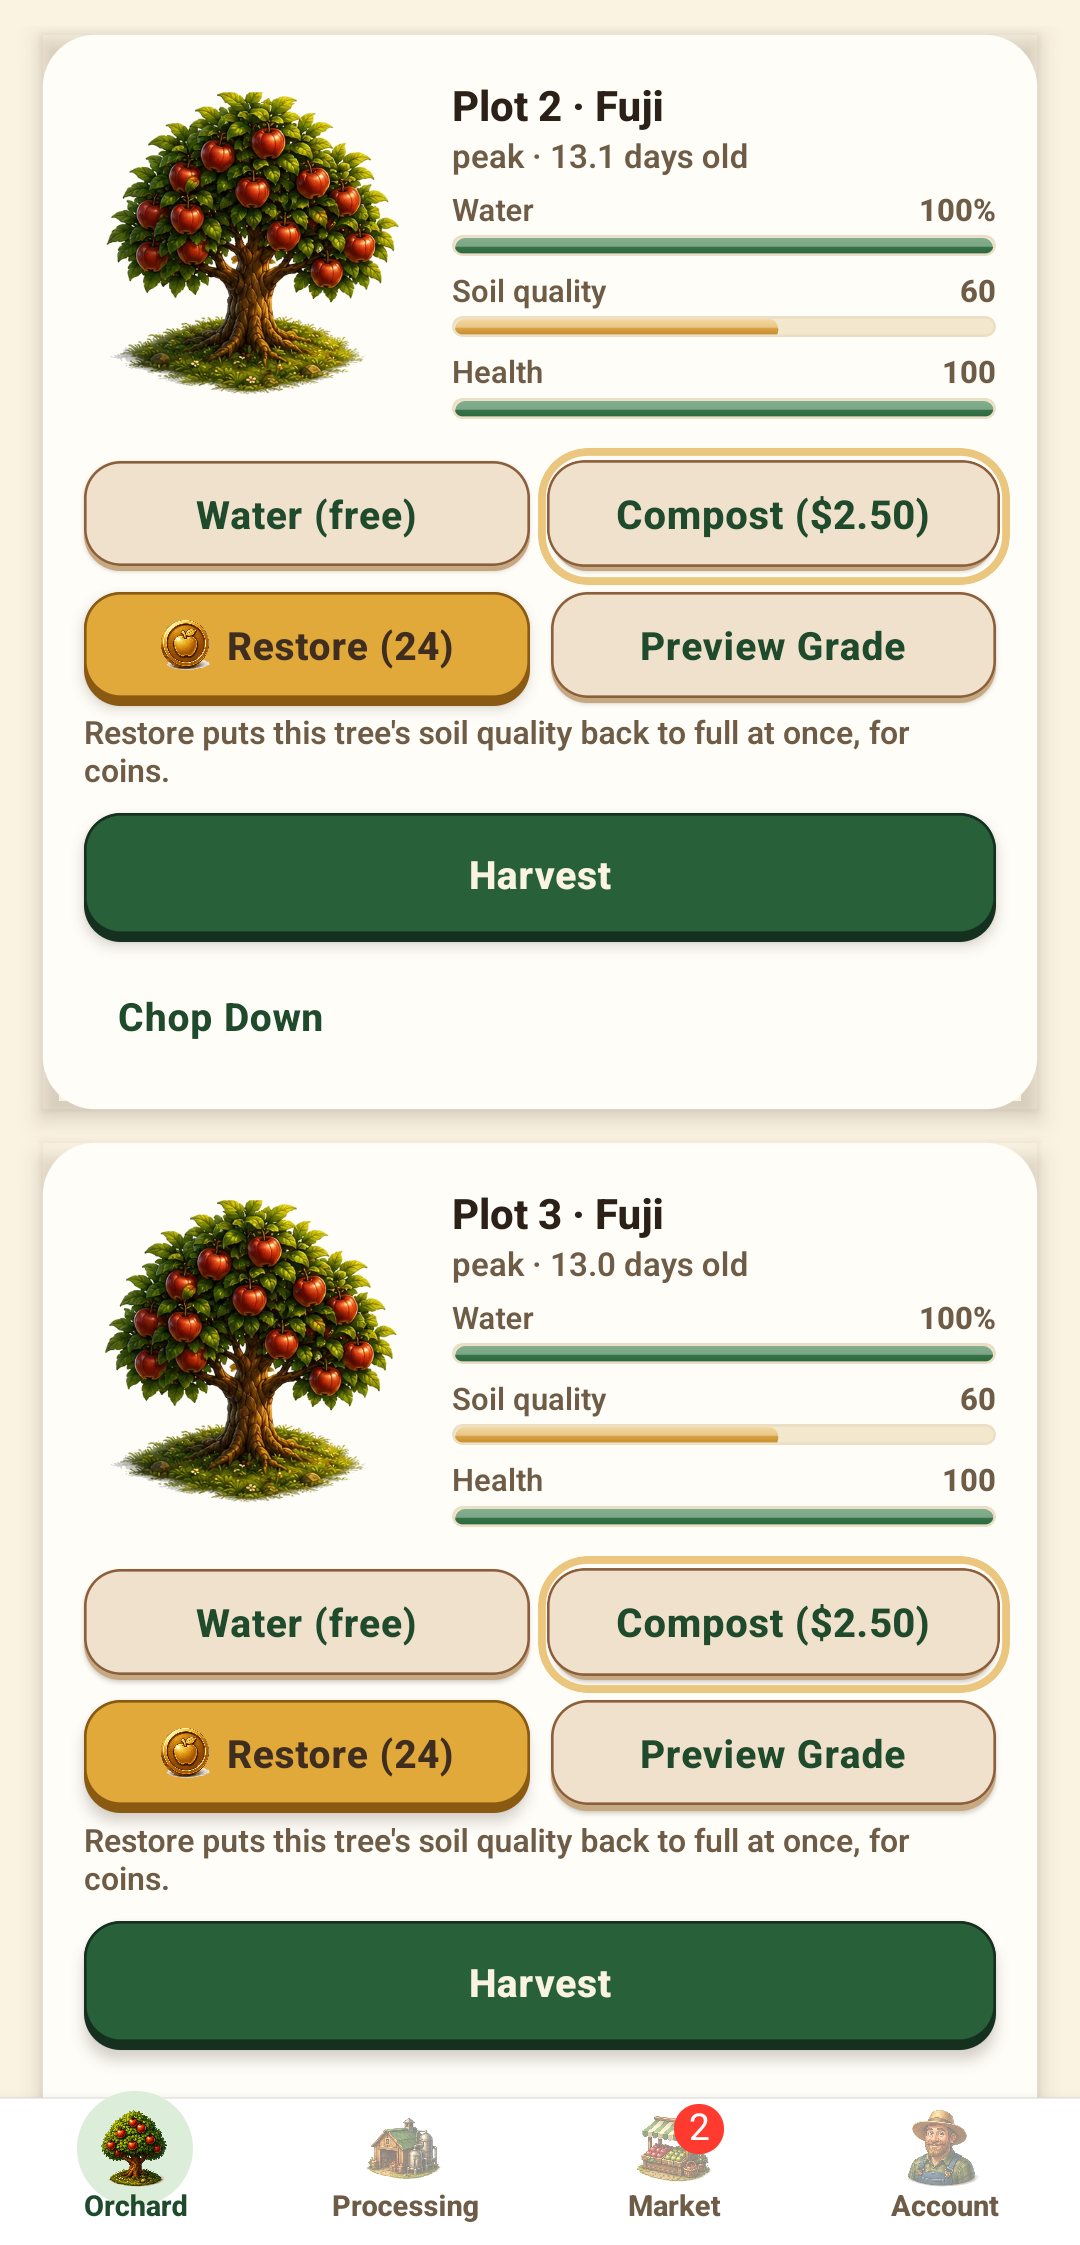 Plot 2 · Fuji
peak · 13.1 days old
Water 100%
Soil quality 60
Health 100
Water (free) Compost ($2.50)
Restore (24) Preview Grade
Restore puts this tree's soil quality back to full at once, for
coins.
Harvest
Chop Down
Plot 3 · Fuji
peak · 13.0 days old
Water 100%
Soil quality 60
Health 100
Water (free) Compost ($2.50)
Restore (24) Preview Grade
Restore puts this tree's soil quality back to full at once, for
coins.
Harvest
2
Orchard Processing Market Account